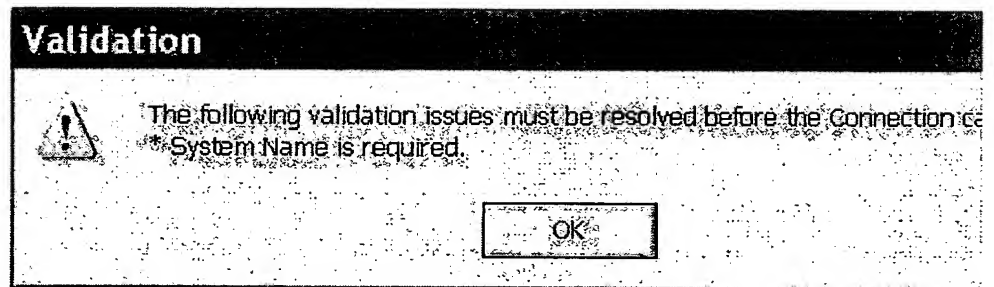 Validation
The following validation issues must be resolved before the Connection ca
* System Name is required.
OK